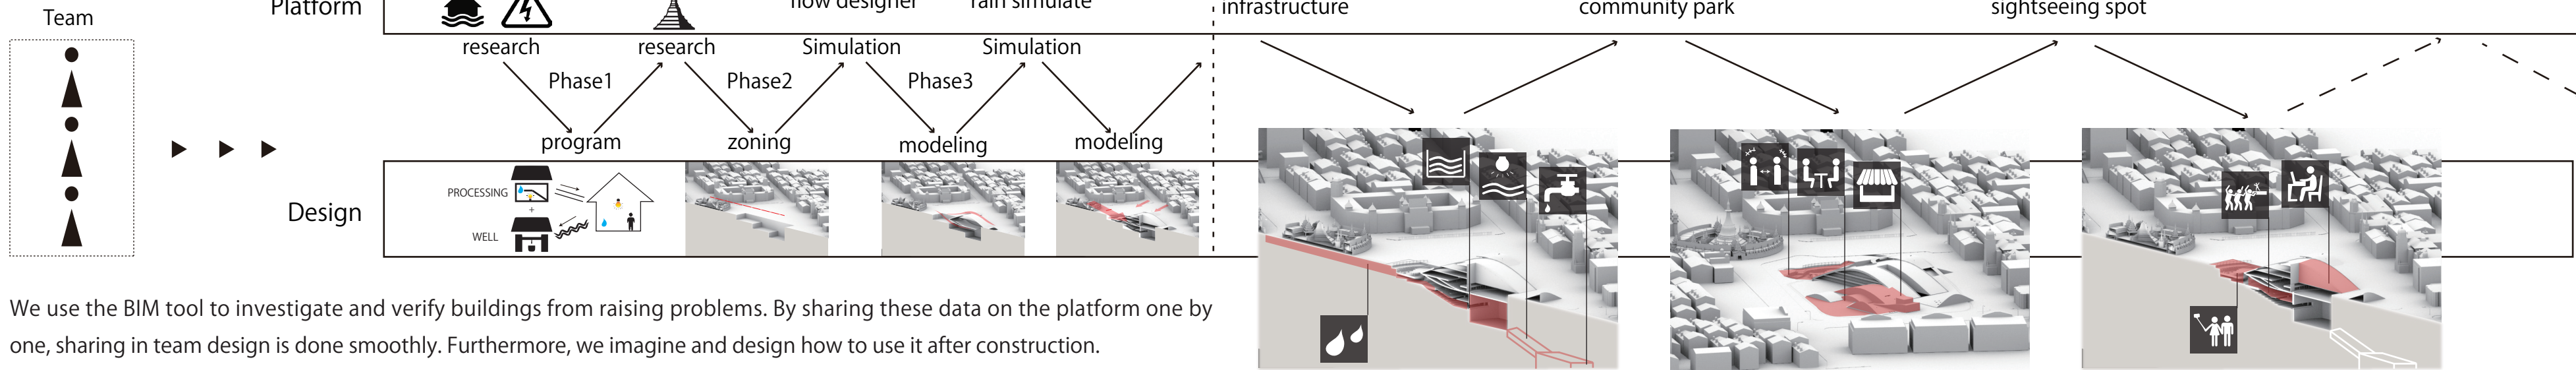 Team
Platform
flow designer
rain simulate
infrastructure
community park
sightseeing spot
research
research
Simulation
Simulation
Phase1
Phase2
Phase3
program
zoning
modeling
modeling
Design
PROCESSING
+
WELL
We use the BIM tool to investigate and verify buildings from raising problems. By sharing these data on the platform one by
one, sharing in team design is done smoothly. Furthermore, we imagine and design how to use it after construction.